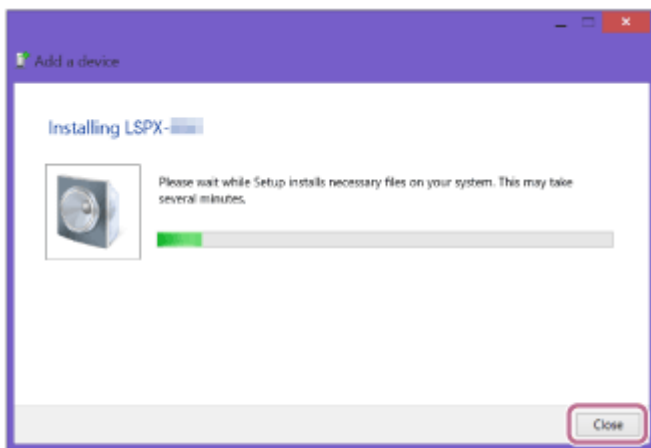 Add a device
Installing LSPX-
Please wait while Setup installs necessary files on your system. This may take
several minutes.
Close